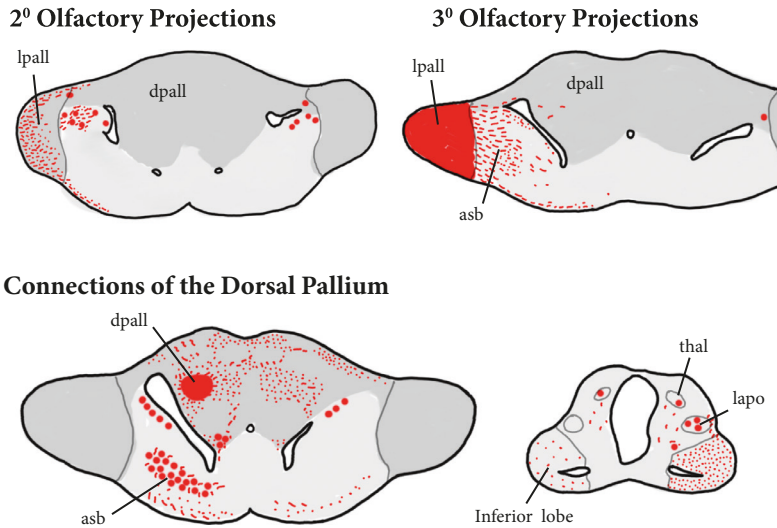 2⁰ Olfactory Projections
3⁰ Olfactory Projections
lpall
dpall
lpall
dpall
asb
Connections of the Dorsal Pallium
dpall
asb
thal
lapo
Inferior lobe